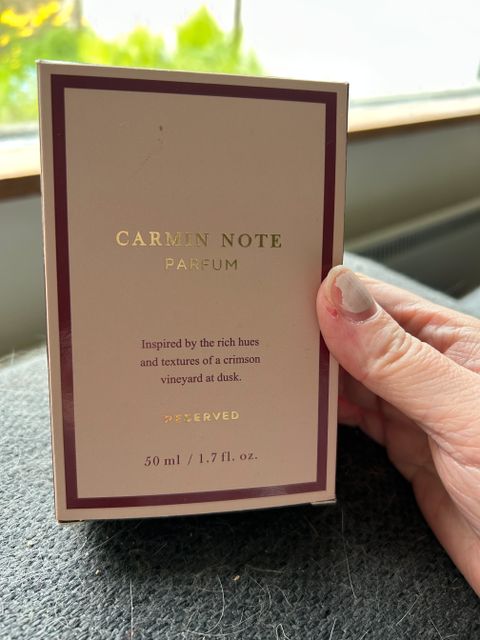 CARMIN NOTE
PARFUM
Inspired by the rich hues
and textures of a crimson
vineyard at dusk.
RESERVED
50 ml / 1.7 fl. oz.